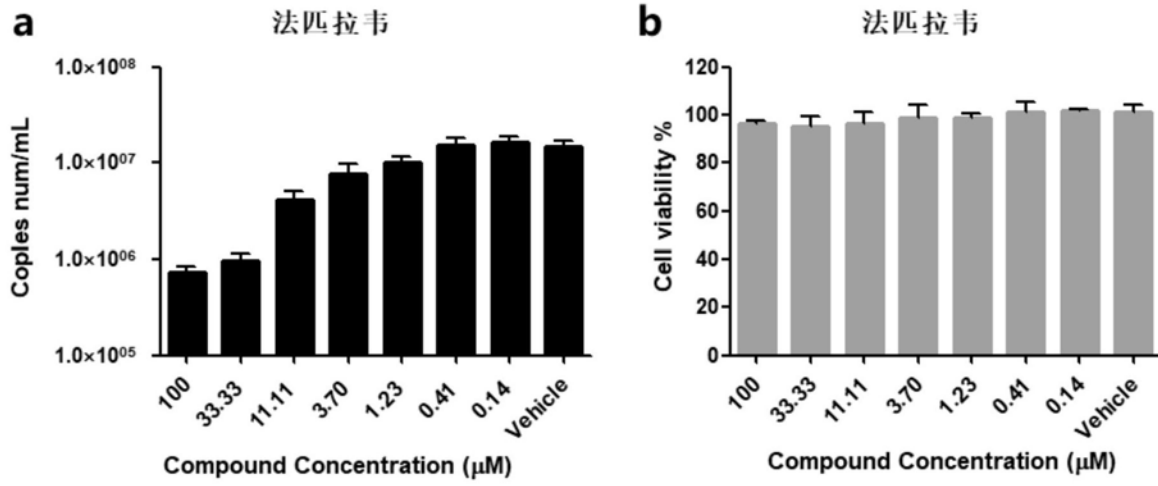 a
法匹拉韦
1.0×10⁰⁸
1.0×10⁰⁷
1.0×10⁰⁶
1.0×10⁰⁵
Coples num/mL
100
33.33
11.11
3.70
1.23
0.41
0.14
Vehicle
Compound Concentration (μM)
b
法匹拉韦
120
100
80
60
40
20
0
Cell viability %
100
33.33
11.11
3.70
1.23
0.41
0.14
Vehicle
Compound Concentration (μM)